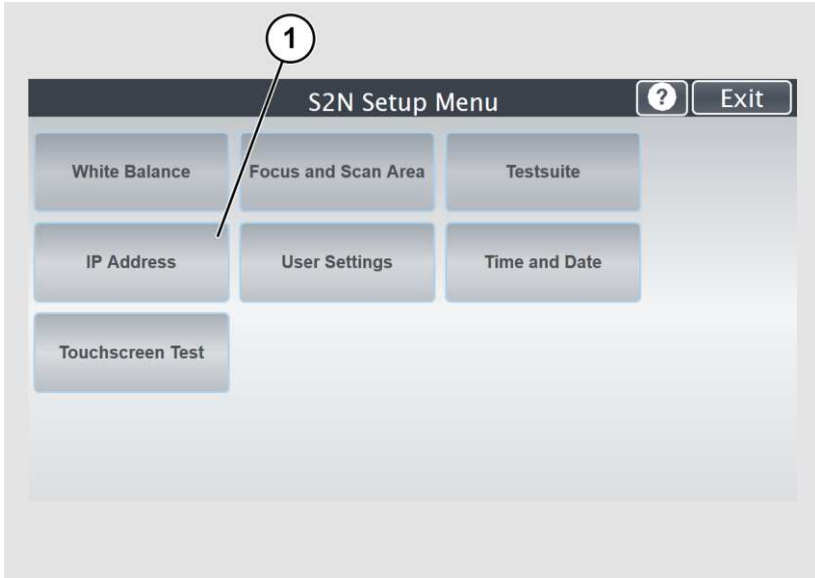 1
S2N Setup Menu ? Exit
White Balance Focus and Scan Area Testsuite
IP Address User Settings Time and Date
Touchscreen Test